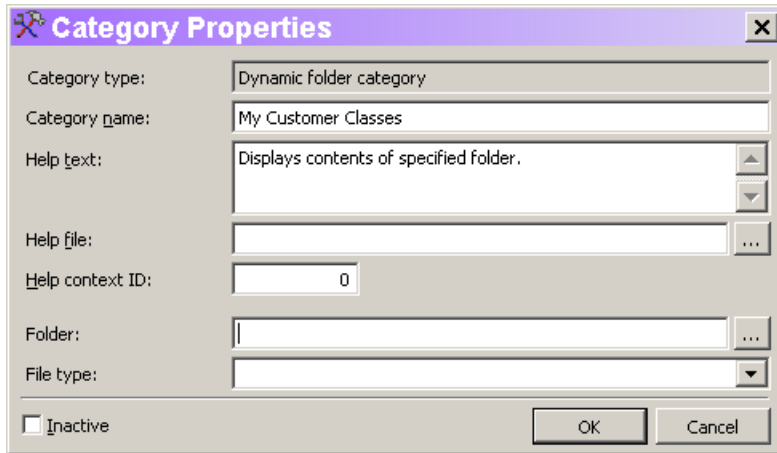 Category Properties
Category type: Dynamic folder category
Category name: My Customer Classes
Help text: Displays contents of specified folder.
Help file: ...
Help context ID: 0
Folder: ...
File type:
Inactive OK Cancel